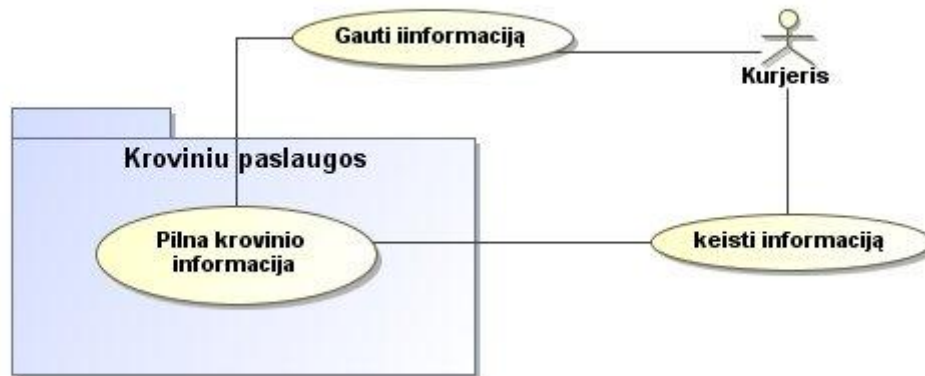 Gauti iinformaciją
Kurjeris
Kroviniu paslaugos
Pilna krovinio
informacija
keisti informaciją